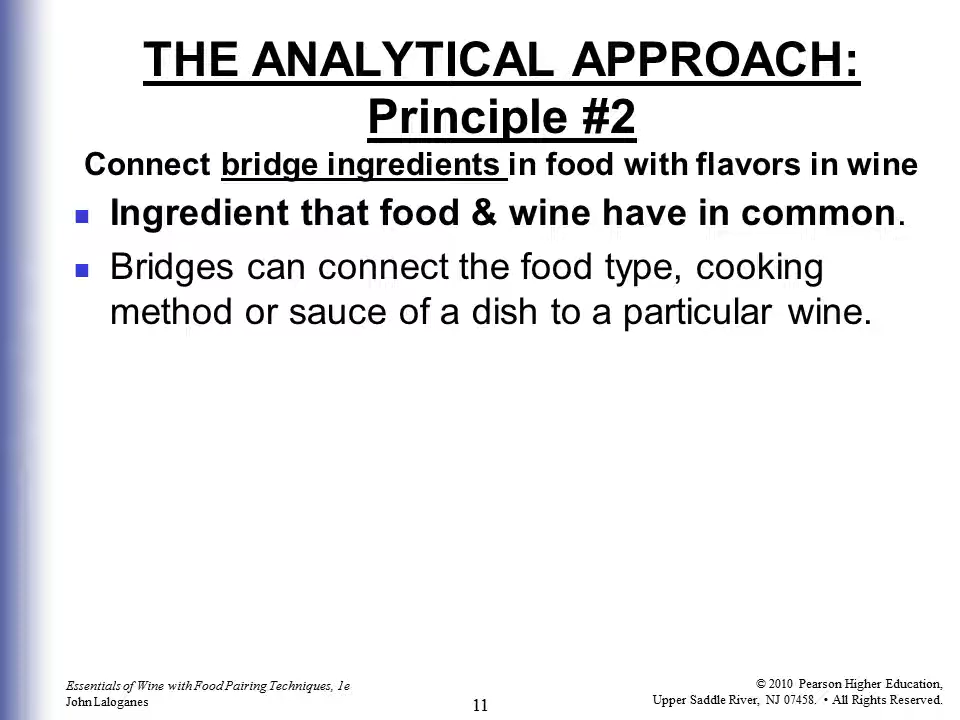 THE ANALYTICAL APPROACH:
Principle #2
Connect bridge ingredients in food with flavors in wine
Ingredient that food & wine have in common.
Bridges can connect the food type, cooking
method or sauce of a dish to a particular wine.
Essentials of Wine with Food Pairing Techniques, 1e
John Laloganes
11
© 2010 Pearson Higher Education,
Upper Saddle River, NJ 07458. • All Rights Reserved.